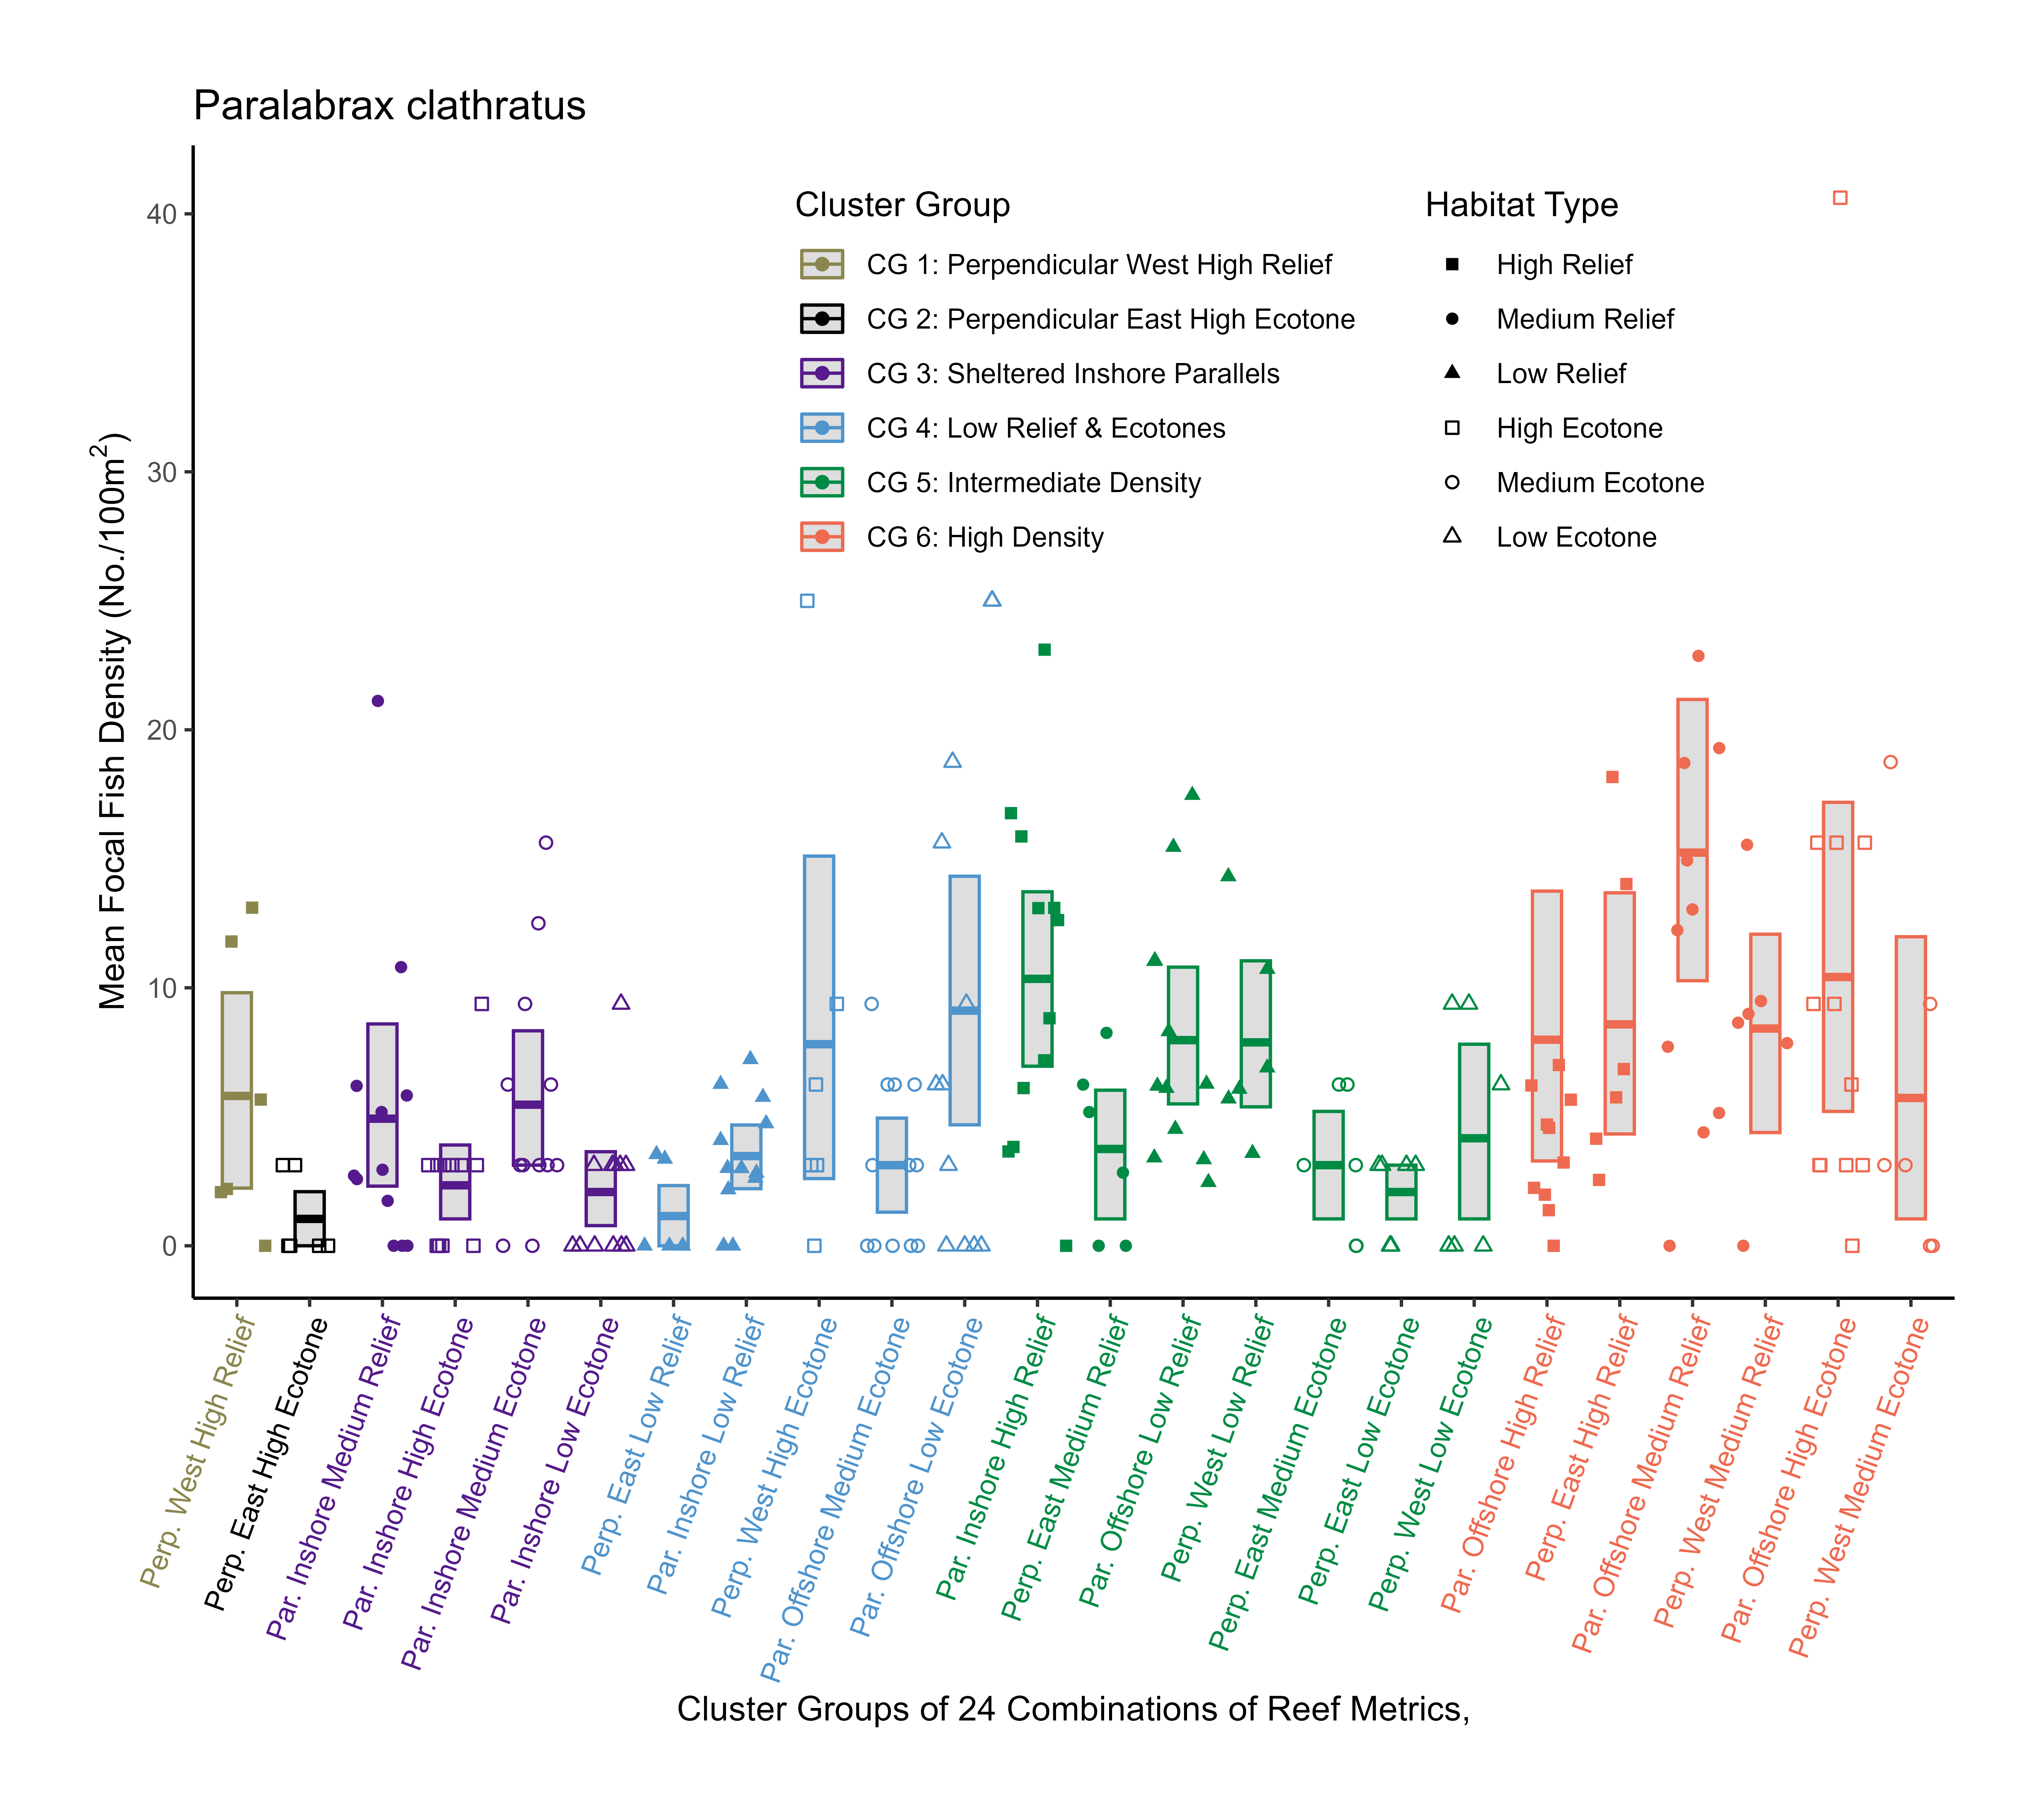 Paralabrax clathratus
Mean Focal Fish Density (No./100m2)
40
30
20
10
0
Cluster Group
CG 1: Perpendicular West High Relief
CG 2: Perpendicular East High Ecotone
CG 3: Sheltered Inshore Parallels
CG 4: Low Relief & Ecotones
CG 5: Intermediate Density
CG 6: High Density
Habitat Type
High Relief
Medium Relief
Low Relief
High Ecotone
Medium Ecotone
Low Ecotone
Perp. West High Relief
Perp. East High Ecotone
Par. Inshore Medium Relief
Par. Inshore High Ecotone
Par. Inshore Medium Ecotone
Par. Inshore Low Ecotone
Perp. East Low Relief
Par. Inshore Low Relief
Perp. West High Ecotone
Par. Offshore Medium Ecotone
Par. Offshore Low Ecotone
Par. Inshore High Relief
Perp. East Medium Relief
Par. Offshore Low Relief
Perp. West Low Relief
Perp. East Medium Ecotone
Perp. East Low Ecotone
Perp. West Low Ecotone
Par. Offshore High Relief
Perp. East High Relief
Par. Offshore Medium Relief
Perp. West Medium Relief
Par. Offshore High Ecotone
Perp. West Medium Ecotone
Cluster Groups of 24 Combinations of Reef Metrics,